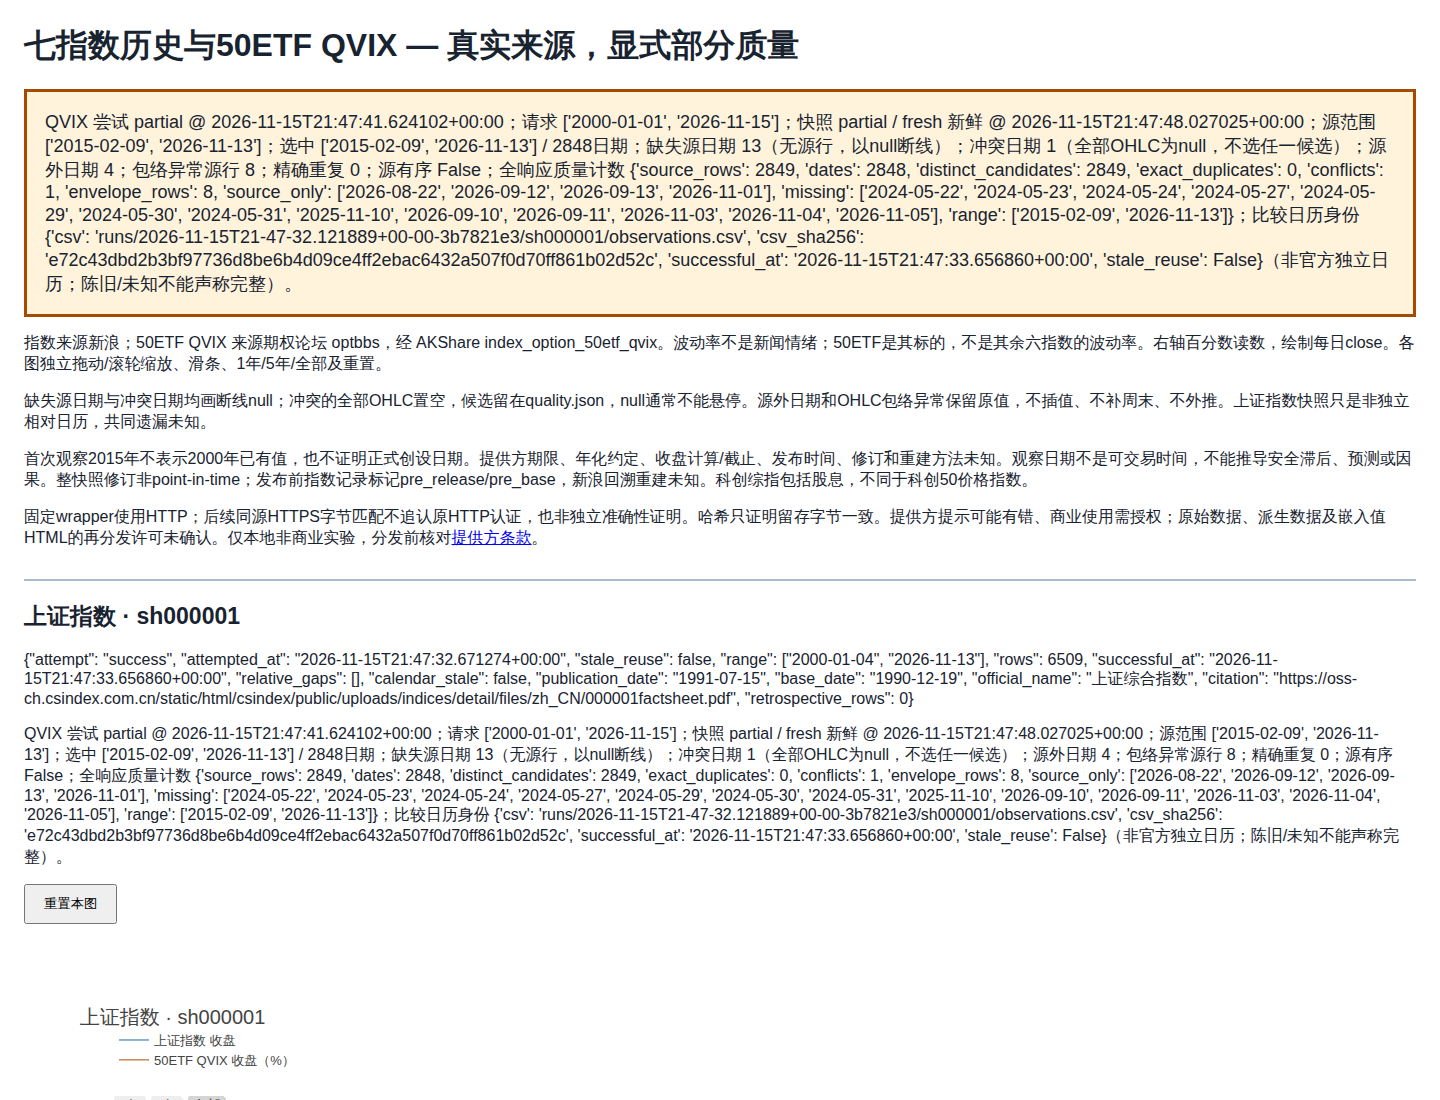 七指数历史与50ETF QVIX — 真实来源，显式部分质量
QVIX 尝试 partial @ 2026-11-15T21:47:41.624102+00:00；请求 ['2000-01-01', '2026-11-15']；快照 partial / fresh 新鲜 @ 2026-11-15T21:47:48.027025+00:00；源范围
['2015-02-09', '2026-11-13']；选中 ['2015-02-09', '2026-11-13'] / 2848日期；缺失源日期 13（无源行，以null断线）；冲突日期 1（全部OHLC为null，不选任一候选）；源
外日期 4；包络异常源行 8；精确重复 0；源有序 False；全响应质量计数 {'source_rows': 2849, 'dates': 2848, 'distinct_candidates': 2849, 'exact_duplicates': 0, 'conflicts':
1, 'envelope_rows': 8, 'source_only': ['2026-08-22', '2026-09-12', '2026-09-13', '2026-11-01'], 'missing': ['2024-05-22', '2024-05-23', '2024-05-24', '2024-05-27', '2024-05-
29', '2024-05-30', '2024-05-31', '2025-11-10', '2026-09-10', '2026-09-11', '2026-11-03', '2026-11-04', '2026-11-05'], 'range': ['2015-02-09', '2026-11-13']}；比较日历身份
{'csv': 'runs/2026-11-15T21-47-32.121889+00-00-3b7821e3/sh000001/observations.csv', 'csv_sha256':
'e72c43dbd2b3bf97736d8be6b4d09ce4ff2ebac6432a507f0d70ff861b02d52c', 'successful_at': '2026-11-15T21:47:33.656860+00:00', 'stale_reuse': False}（非官方独立日
历；陈旧/未知不能声称完整）。
指数来源新浪；50ETF QVIX 来源期权论坛 optbbs，经 AKShare index_option_50etf_qvix。波动率不是新闻情绪；50ETF是其标的，不是其余六指数的波动率。右轴百分数读数，绘制每日close。各
图独立拖动/滚轮缩放、滑条、1年/5年/全部及重置。
缺失源日期与冲突日期均画断线null；冲突的全部OHLC置空，候选留在quality.json，null通常不能悬停。源外日期和OHLC包络异常保留原值，不插值、不补周末、不外推。上证指数快照只是非独立
相对日历，共同遗漏未知。
首次观察2015年不表示2000年已有值，也不证明正式创设日期。提供方期限、年化约定、收盘计算/截止、发布时间、修订和重建方法未知。观察日期不是可交易时间，不能推导安全滞后、预测或因
果。整快照修订非point-in-time；发布前指数记录标记pre_release/pre_base，新浪回溯重建未知。科创综指包括股息，不同于科创50价格指数。
固定wrapper使用HTTP；后续同源HTTPS字节匹配不追认原HTTP认证，也非独立准确性证明。哈希只证明留存字节一致。提供方提示可能有错、商业使用需授权；原始数据、派生数据及嵌入值
HTML的再分发许可未确认。仅本地非商业实验，分发前核对提供方条款。
上证指数 · sh000001
{"attempt": "success", "attempted_at": "2026-11-15T21:47:32.671274+00:00", "stale_reuse": false, "range": ["2000-01-04", "2026-11-13"], "rows": 6509, "successful_at": "2026-11-
15T21:47:33.656860+00:00", "relative_gaps": [], "calendar_stale": false, "publication_date": "1991-07-15", "base_date": "1990-12-19", "official_name": "上证综合指数", "citation": "https://oss-
ch.csindex.com.cn/static/html/csindex/public/uploads/indices/detail/files/zh_CN/000001factsheet.pdf", "retrospective_rows": 0}
QVIX 尝试 partial @ 2026-11-15T21:47:41.624102+00:00；请求 ['2000-01-01', '2026-11-15']；快照 partial / fresh 新鲜 @ 2026-11-15T21:47:48.027025+00:00；源范围 ['2015-02-09', '2026-11-
13']；选中 ['2015-02-09', '2026-11-13'] / 2848日期；缺失源日期 13（无源行，以null断线）；冲突日期 1（全部OHLC为null，不选任一候选）；源外日期 4；包络异常源行 8；精确重复 0；源有序
False；全响应质量计数 {'source_rows': 2849, 'dates': 2848, 'distinct_candidates': 2849, 'exact_duplicates': 0, 'conflicts': 1, 'envelope_rows': 8, 'source_only': ['2026-08-22', '2026-09-12', '2026-09-
13', '2026-11-01'], 'missing': ['2024-05-22', '2024-05-23', '2024-05-24', '2024-05-27', '2024-05-29', '2024-05-30', '2024-05-31', '2025-11-10', '2026-09-10', '2026-09-11', '2026-11-03', '2026-11-04',
'2026-11-05'], 'range': ['2015-02-09', '2026-11-13']}；比较日历身份 {'csv': 'runs/2026-11-15T21-47-32.121889+00-00-3b7821e3/sh000001/observations.csv', 'csv_sha256':
'e72c43dbd2b3bf97736d8be6b4d09ce4ff2ebac6432a507f0d70ff861b02d52c', 'successful_at': '2026-11-15T21:47:33.656860+00:00', 'stale_reuse': False}（非官方独立日历；陈旧/未知不能声称完
整）。
重置本图
上证指数 · sh000001
上证指数 收盘
50ETF QVIX 收盘（%）